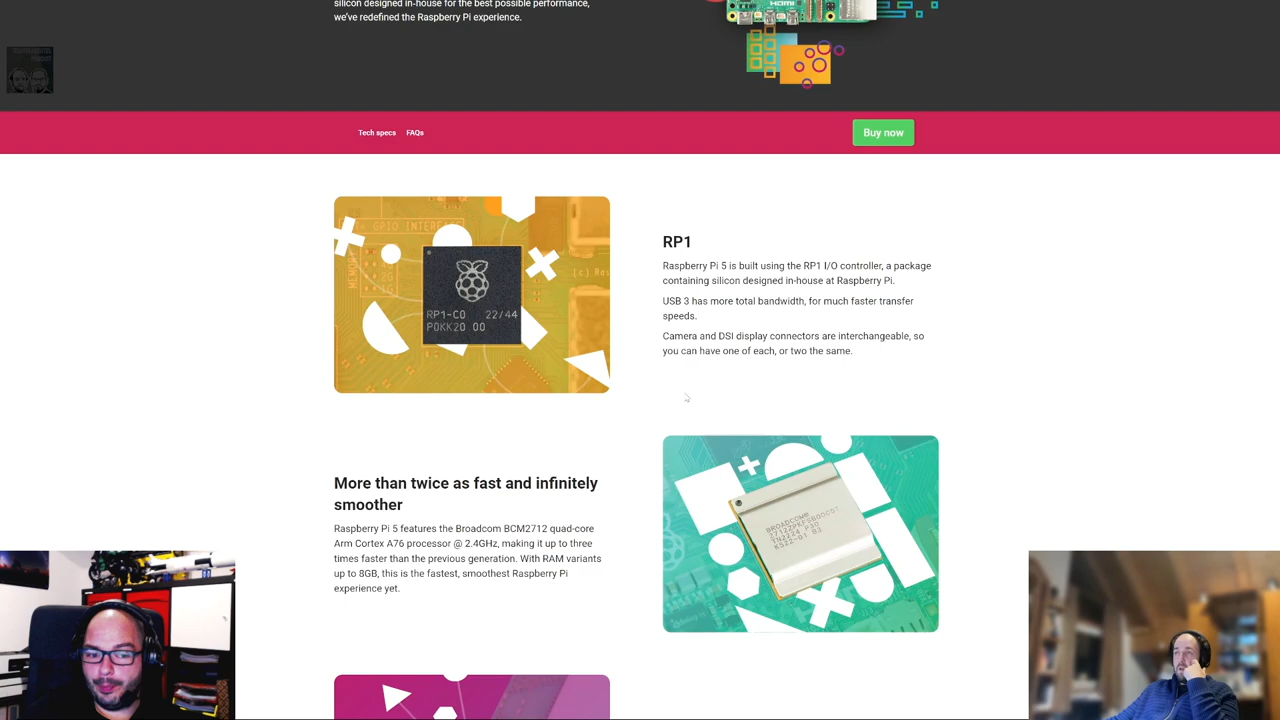 silicon designed in-house for the best possible performance,
we've redefined the Raspberry Pi experience.
HDMI
PODCAST
Tech specs FAQs
Buy now
GPIO INTERFACE
RP1-C0 22/44
P0KK20 00
RP1
Raspberry Pi 5 is built using the RP1 I/O controller, a package
containing silicon designed in-house at Raspberry Pi.
USB 3 has more total bandwidth, for much faster transfer
speeds.
Camera and DSI display connectors are interchangeable, so
you can have one of each, or two the same.
More than twice as fast and infinitely
smoother
Raspberry Pi 5 features the Broadcom BCM2712 quad-core
Arm Cortex A76 processor @ 2.4GHz, making it up to three
times faster than the previous generation. With RAM variants
up to 8GB, this is the fastest, smoothest Raspberry Pi
experience yet.
BROADCOM®